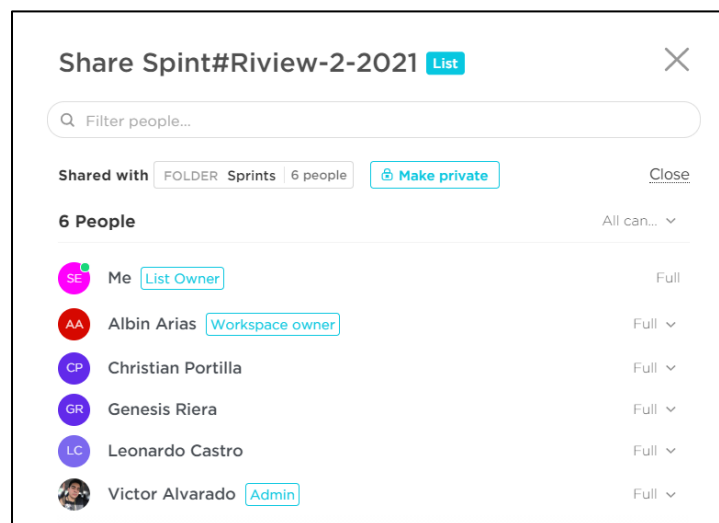 Share Spint#Riview-2-2021 List
Filter people...
Shared with FOLDER Sprints 6 people Make private Close
6 People All can...
SE Me List Owner Full
AA Albin Arias Workspace owner Full
CP Christian Portilla Full
GR Genesis Riera Full
LC Leonardo Castro Full
Victor Alvarado Admin Full